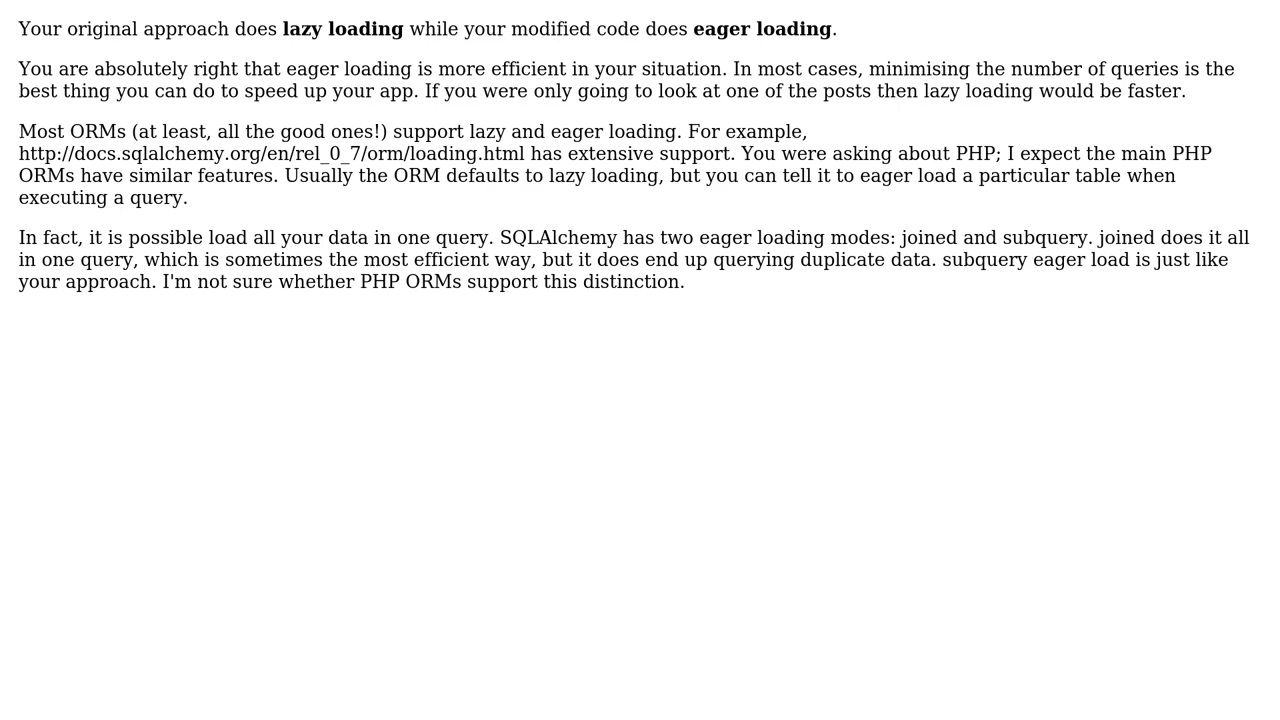 Your original approach does lazy loading while your modified code does eager loading.
You are absolutely right that eager loading is more efficient in your situation. In most cases, minimising the number of queries is the
best thing you can do to speed up your app. If you were only going to look at one of the posts then lazy loading would be faster.
Most ORMs (at least, all the good ones!) support lazy and eager loading. For example,
http://docs.sqlalchemy.org/en/rel_0_7/orm/loading.html has extensive support. You were asking about PHP; I expect the main PHP
ORMs have similar features. Usually the ORM defaults to lazy loading, but you can tell it to eager load a particular table when
executing a query.
In fact, it is possible load all your data in one query. SQLAlchemy has two eager loading modes: joined and subquery. joined does it all
in one query, which is sometimes the most efficient way, but it does end up querying duplicate data. subquery eager load is just like
your approach. I'm not sure whether PHP ORMs support this distinction.